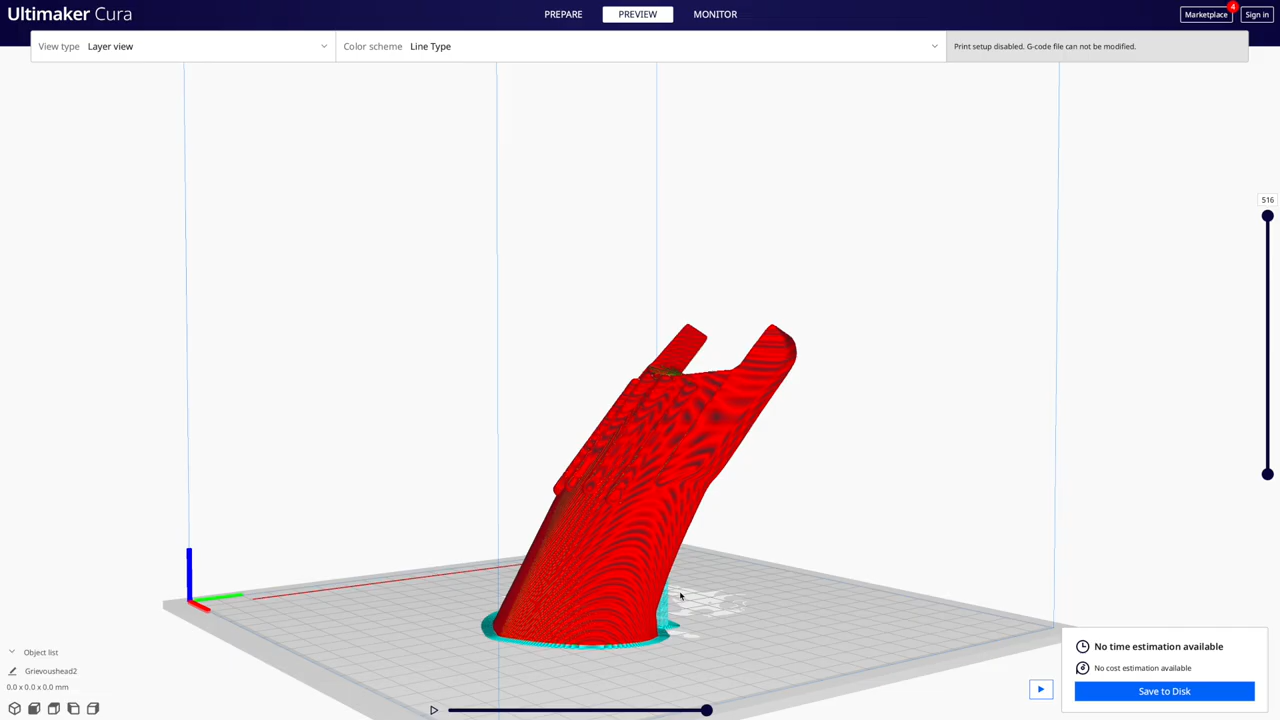 Ultimaker Cura
PREPARE
PREVIEW
MONITOR
Marketplace
4
Sign in
View type Layer view
Color scheme Line Type
Print setup disabled. G-code file can not be modified.
516
Object list
Grievoushead2
0.0 x 0.0 x 0.0 mm
No time estimation available
No cost estimation available
Save to Disk